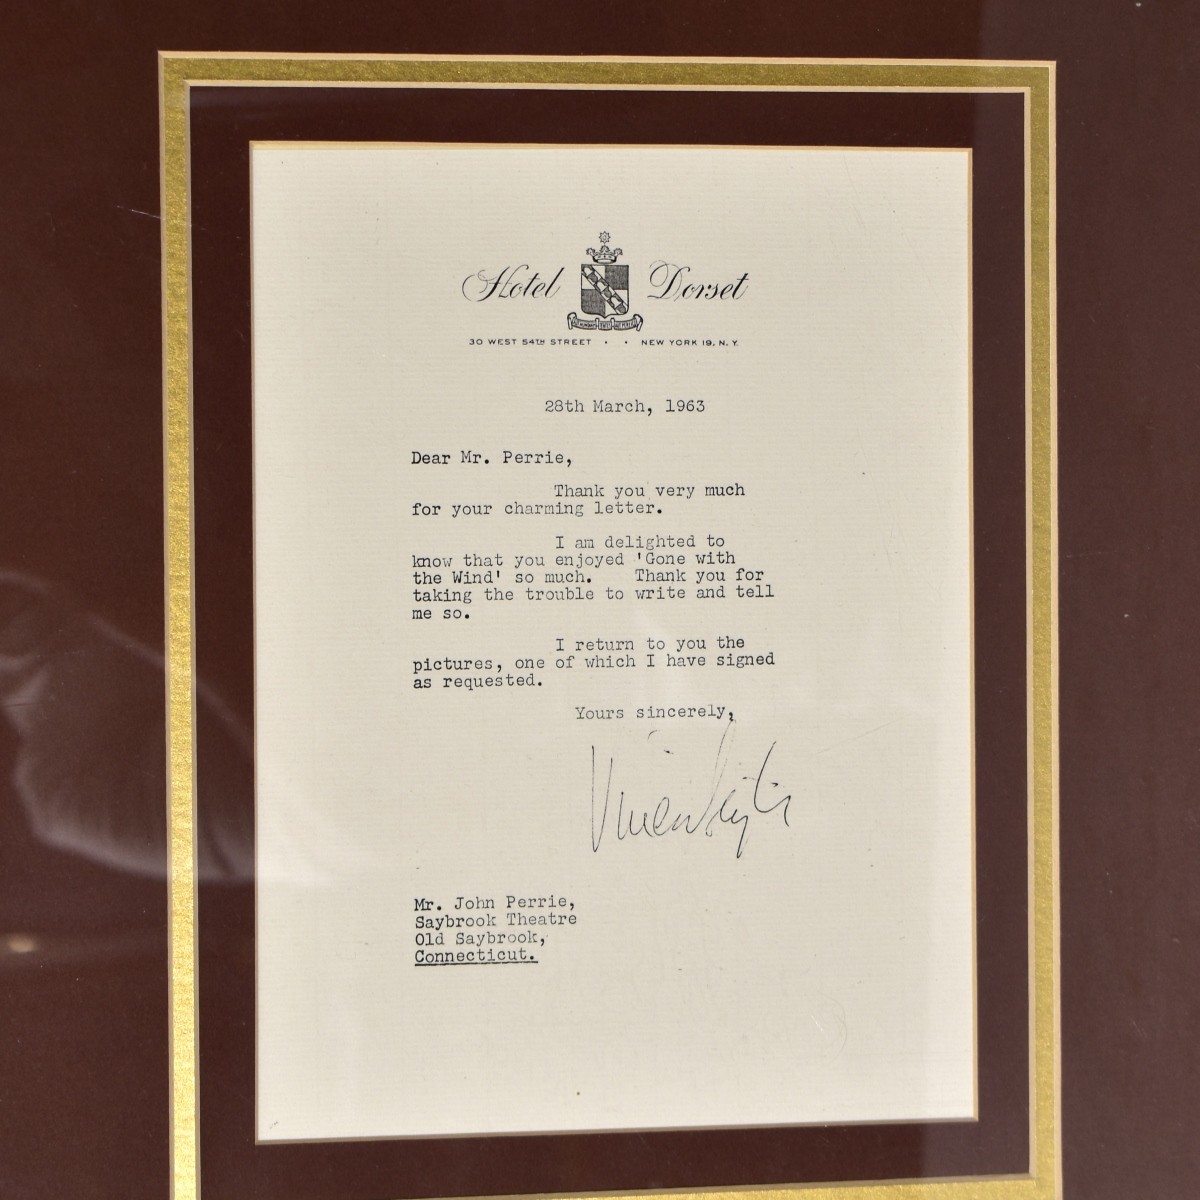 Hotel Dorset
30 WEST 54TH STREET · · NEW YORK 19, N. Y.
28th March, 1963
Dear Mr. Perrie,
Thank you very much
for your charming letter.
I am delighted to
know that you enjoyed 'Gone with
the Wind' so much. Thank you for
taking the trouble to write and tell
me so.
I return to you the
pictures, one of which I have signed
as requested.
Yours sincerely,
Vivien Leigh
Mr. John Perrie,
Saybrook Theatre
Old Saybrook,
Connecticut.